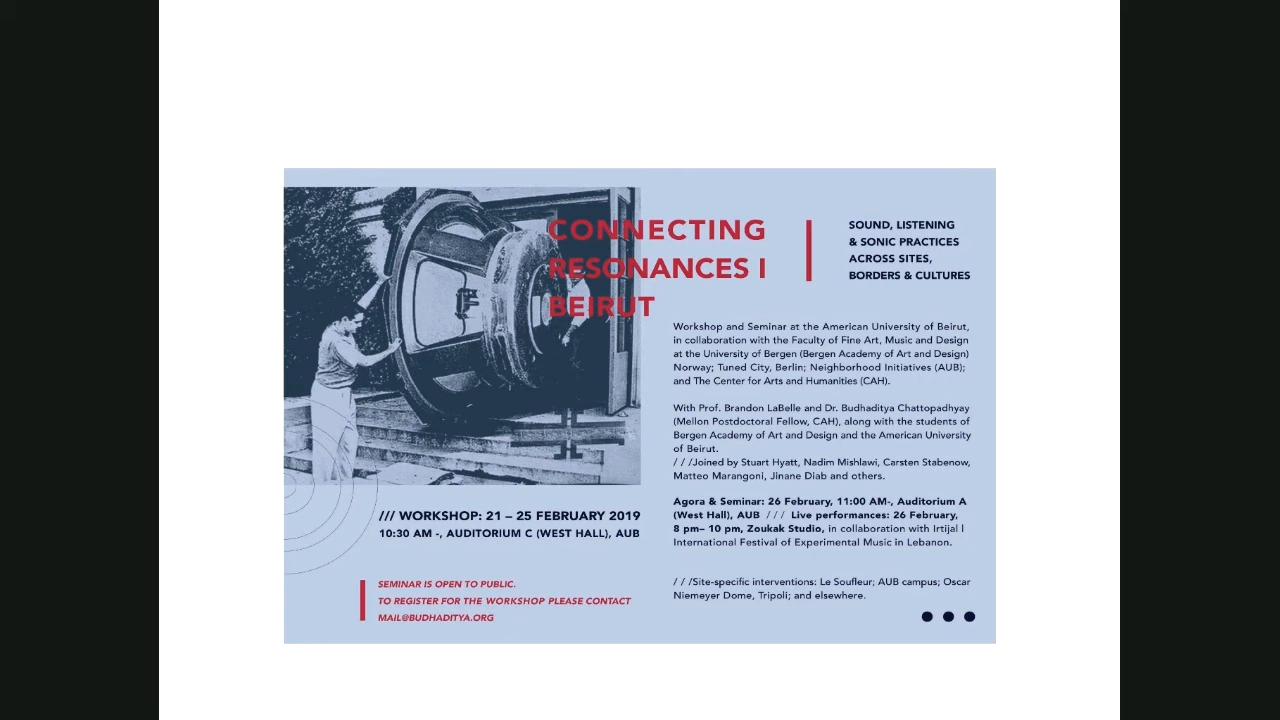 CONNECTING
RESONANCES I
BEIRUT
SOUND, LISTENING
& SONIC PRACTICES
ACROSS SITES,
BORDERS & CULTURES
Workshop and Seminar at the American University of Beirut,
in collaboration with the Faculty of Fine Art, Music and Design
at the University of Bergen (Bergen Academy of Art and Design)
Norway; Tuned City, Berlin; Neighborhood Initiatives (AUB);
and The Center for Arts and Humanities (CAH).
With Prof. Brandon LaBelle and Dr. Budhaditya Chattopadhyay
(Mellon Postdoctoral Fellow, CAH), along with the students of
Bergen Academy of Art and Design and the American University
of Beirut.
/ / /Joined by Stuart Hyatt, Nadim Mishlawi, Carsten Stabenow,
Matteo Marangoni, Jinane Diab and others.
Agora & Seminar: 26 February, 11:00 AM-, Auditorium A
(West Hall), AUB / / / Live performances: 26 February,
8 pm– 10 pm, Zoukak Studio, in collaboration with Irtijal I
International Festival of Experimental Music in Lebanon.
/ / /Site-specific interventions: Le Soufleur; AUB campus; Oscar
Niemeyer Dome, Tripoli; and elsewhere.
/// WORKSHOP: 21 – 25 FEBRUARY 2019
10:30 AM -, AUDITORIUM C (WEST HALL), AUB
SEMINAR IS OPEN TO PUBLIC.
TO REGISTER FOR THE WORKSHOP PLEASE CONTACT
MAIL@BUDHADITYA.ORG